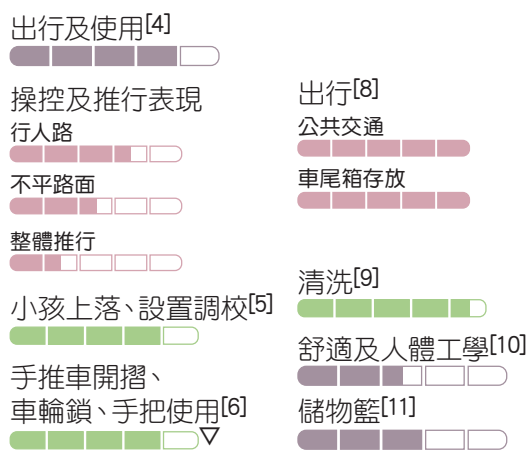 出行及使用[4]
操控及推行表現
行人路
不平路面
整體推行
小孩上落、設置調校[5]
手推車開摺、
車輪鎖、手把使用[6]
▽
出行[8]
公共交通
車尾箱存放
清洗[9]
舒適及人體工學[10]
儲物籃[11]